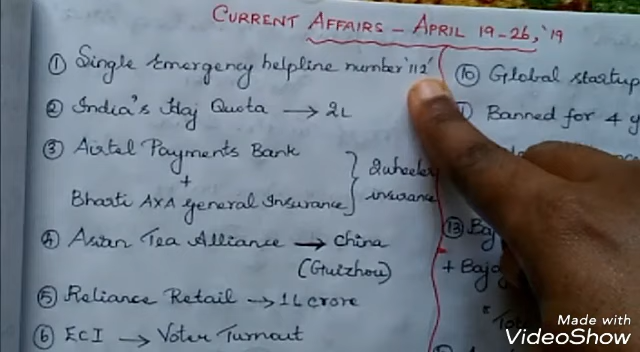 CURRENT AFFAIRS - APRIL 19-26, '19
① Single Emergency helpline number '112'
② India's Haj Quota → 2L
③ Airtel Payments Bank
+
Bharti AXA general Insurance
2wheeler
insurance
④ Asian Tea Alliance → China
(Guizhou)
⑤ Reliance Retail → 1L crore
⑥ ECI → Voter Turnout
⑩ Global startup
Banned for 4 y
⑬ Baj
+ Baja
Made with
VideoShow